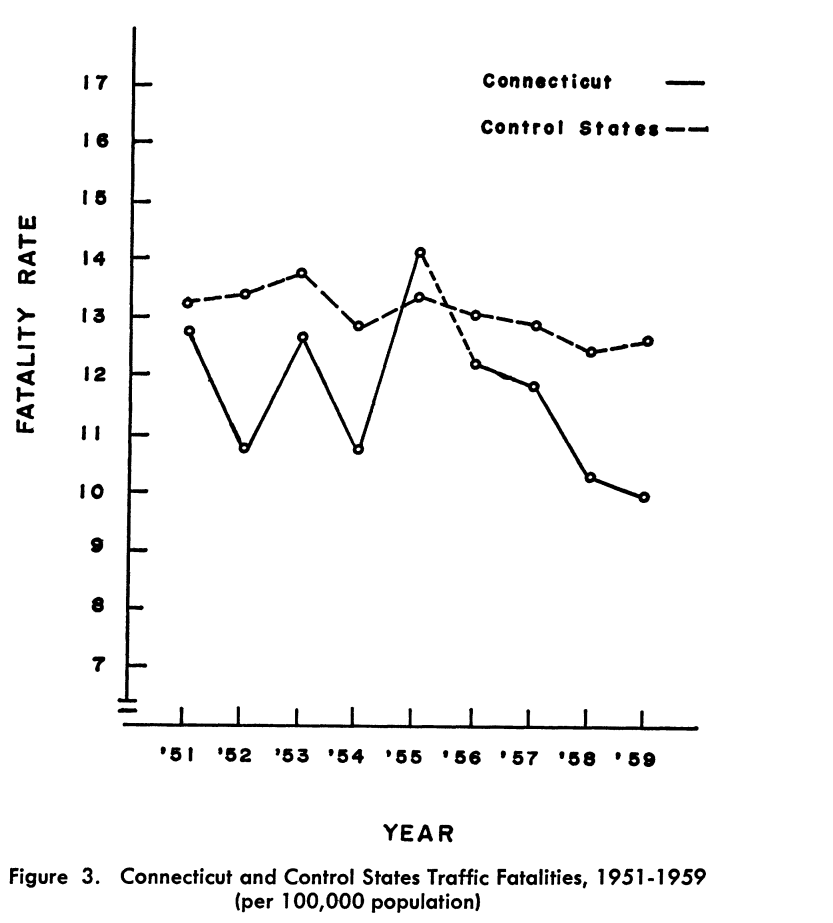 Connecticut
Control States
17
16
15
14
13
12
11
10
9
8
7
FATALITY RATE
'51 '52 '53 '54 '55 '56 '57 '58 '59
YEAR
Figure 3. Connecticut and Control States Traffic Fatalities, 1951-1959
(per 100,000 population)